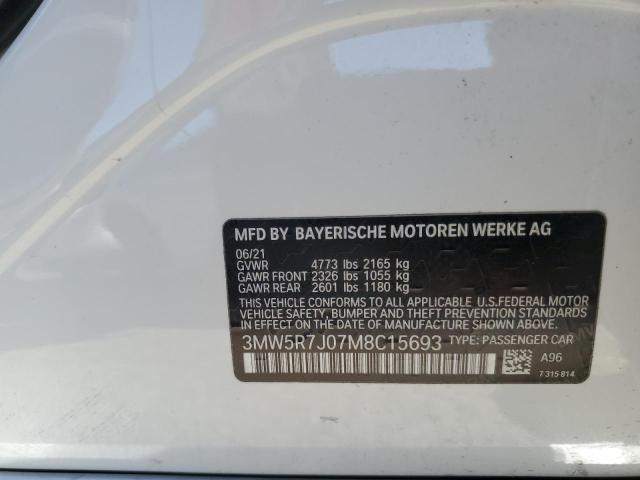 MFD BY BAYERISCHE MOTOREN WERKE AG
06/21
GVWR 4773 lbs 2165 kg
GAWR FRONT 2326 lbs 1055 kg
GAWR REAR 2601 lbs 1180 kg
THIS VEHICLE CONFORMS TO ALL APPLICABLE U.S.FEDERAL MOTOR
VEHICLE SAFETY, BUMPER AND THEFT PREVENTION STANDARDS
IN EFFECT ON THE DATE OF MANUFACTURE SHOWN ABOVE.
3MW5R7J07M8C15693 TYPE: PASSENGER CAR
A96
7 315 814